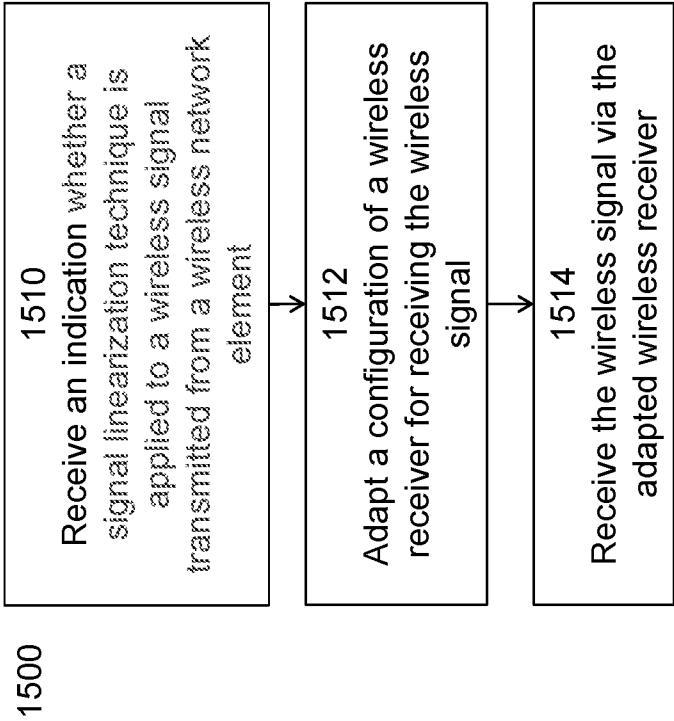 1500
1510
Receive an indication whether a
signal linearization technique is
applied to a wireless signal
transmitted from a wireless network
element
1512
Adapt a configuration of a wireless
receiver for receiving the wireless
signal
1514
Receive the wireless signal via the
adapted wireless receiver